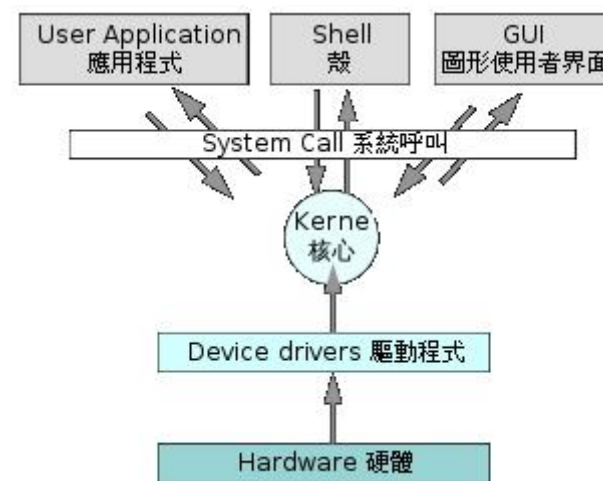 User Application
應用程式
Shell
殼
GUI
圖形使用者界面
System Call 系統呼叫
Kerne
核心
Device drivers 驅動程式
Hardware 硬體